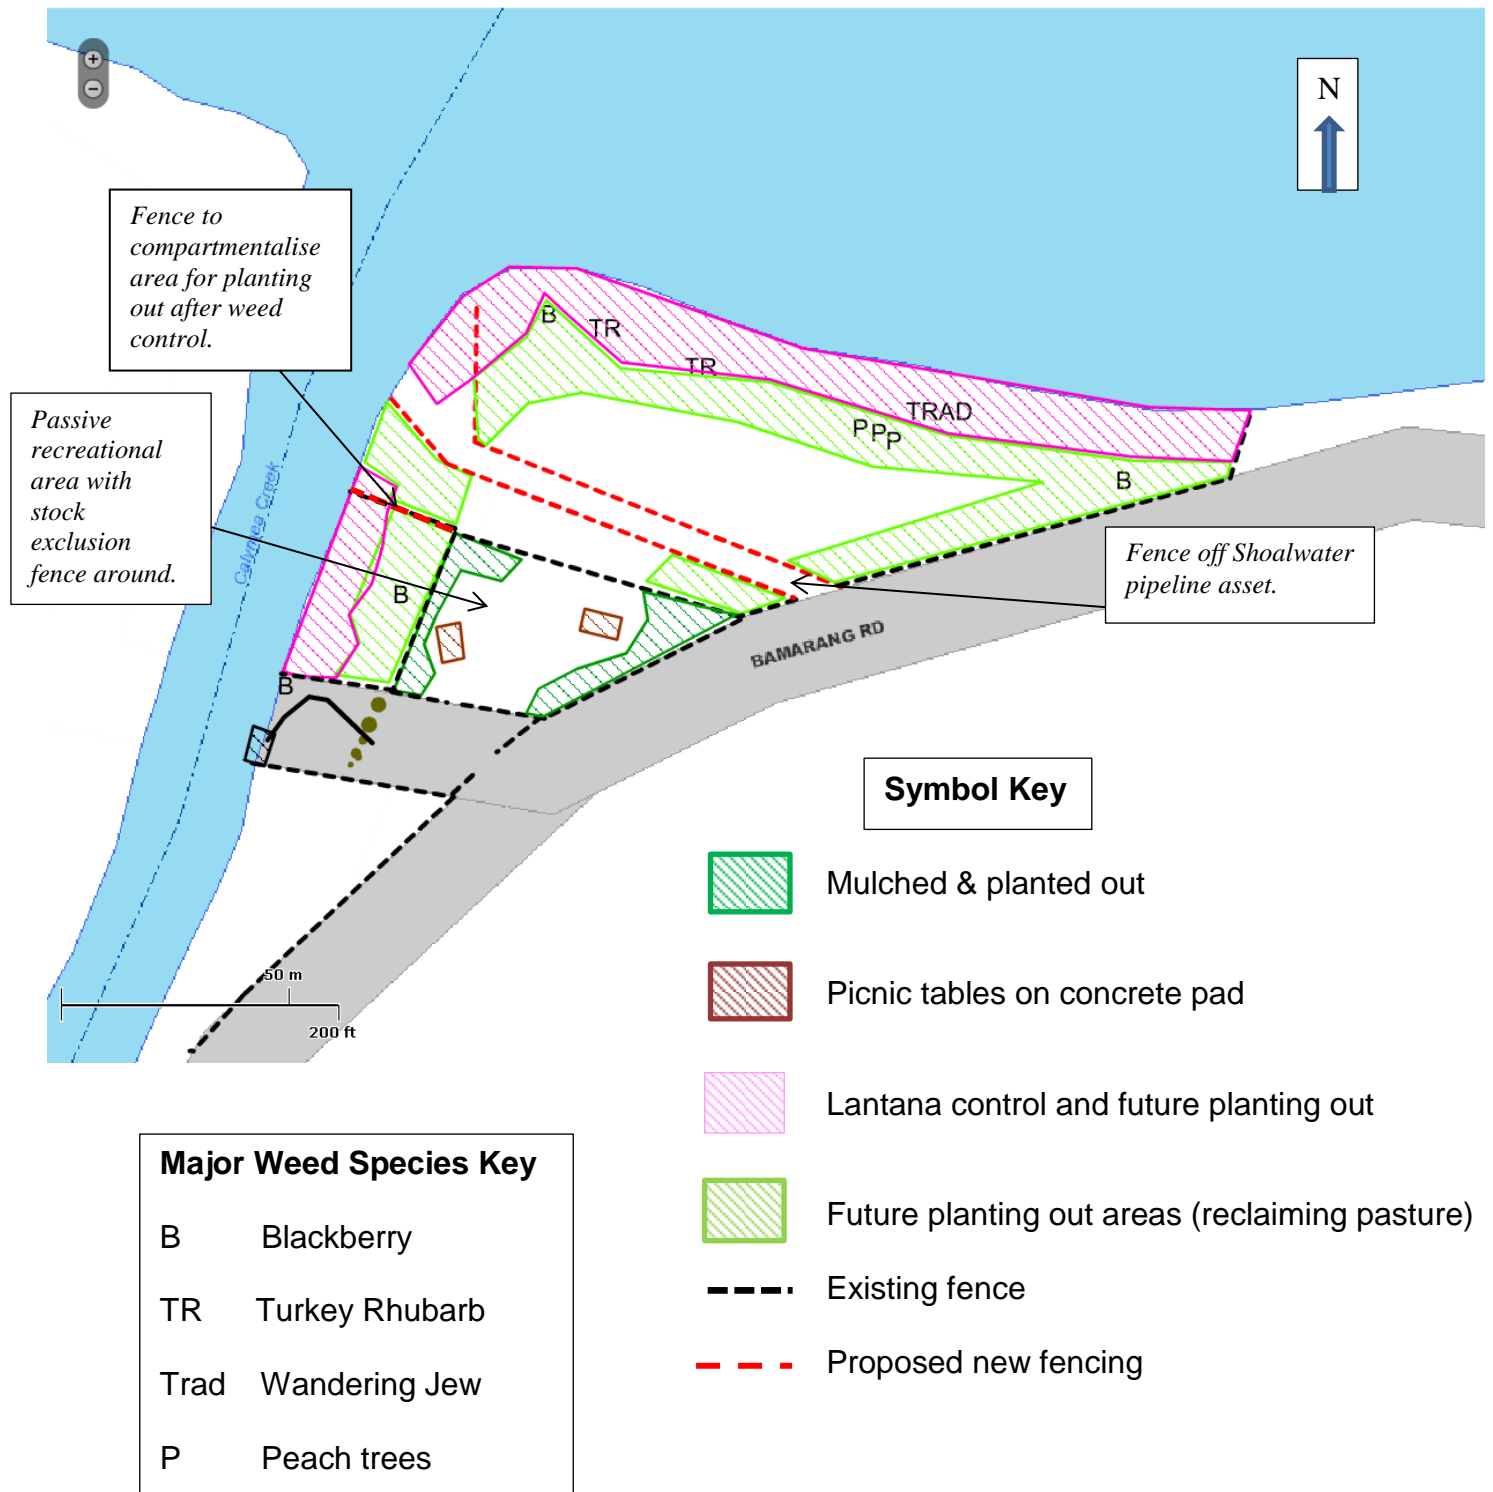 +
−
N
Fence to
compartmentalise
area for planting
out after weed
control.
Passive
recreational
area with
stock
exclusion
fence around.
Calymea Creek
B
TR
TR
TRAD
P P P
B
B
B
Fence off Shoalwater
pipeline asset.
BAMARANG RD
50 m
200 ft
Symbol Key
Mulched & planted out
Picnic tables on concrete pad
Lantana control and future planting out
Future planting out areas (reclaiming pasture)
Existing fence
Proposed new fencing
Major Weed Species Key
B Blackberry
TR Turkey Rhubarb
Trad Wandering Jew
P Peach trees